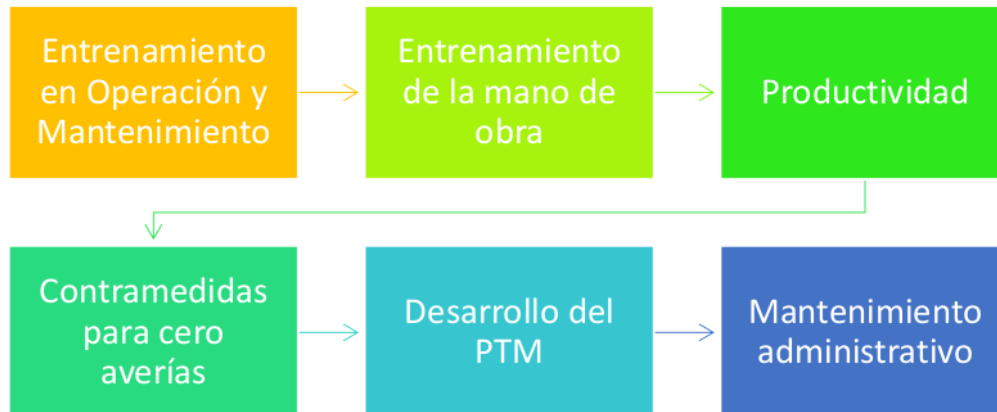 Entrenamiento
en Operación y
Mantenimiento
Entrenamiento
de la mano de
obra
Productividad
Contramedidas
para cero
averías
Desarrollo del
PTM
Mantenimiento
administrativo